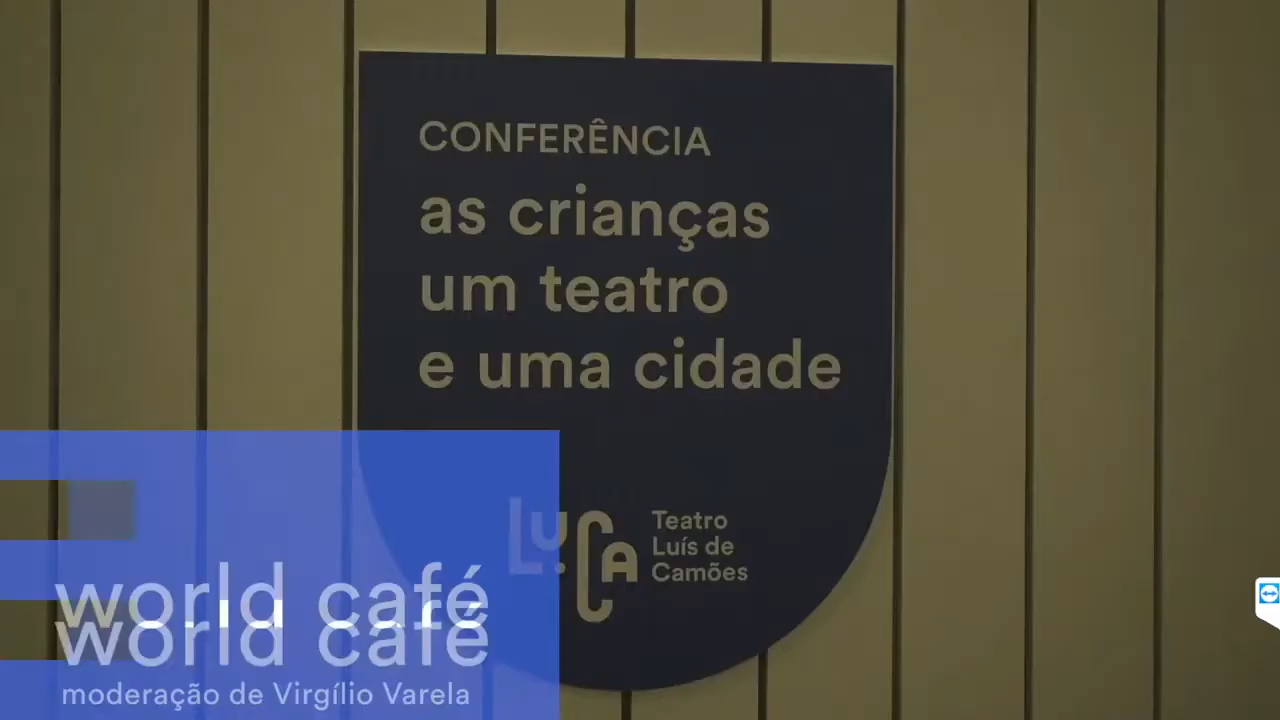 CONFERÊNCIA
as crianças
um teatro
e uma cidade
LU.CA
Teatro
Luís de
Camões
world café
world café
moderação de Virgílio Varela